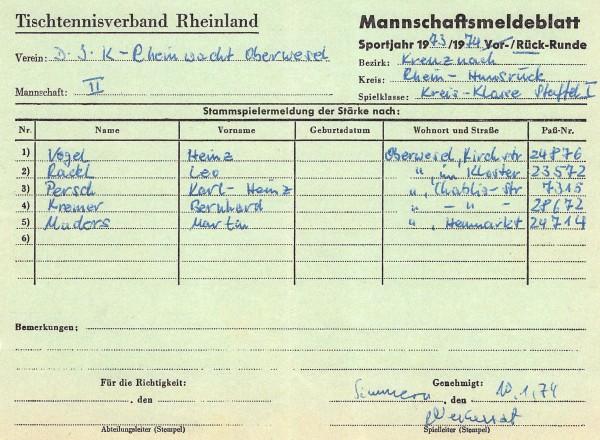 Tischtennisverband Rheinland
Mannschaftsmeldeblatt
Sportjahr 1973/1974 Vor-/Rück-Runde
Verein: D. J. K - Rheinwacht Oberwesel
Bezirk: Kreuznach
Kreis: Rhein-Hunsrück
Mannschaft: II
Spielklasse: Kreis-Klasse Staffel I
Stammspielermeldung der Stärke nach:
Nr. Name Vorname Geburtsdatum Wohnort und Straße Paß-Nr.
1) Vogel Heinz Oberwesel, Kirchstr 24876
2) Rackl Leo " , im Kloster 23572
3) Persch Karl-Heinz " , Chablis-str 7315
4) Kremer Bernhard " - " - 28672
5) Muders Martin " , Heumarkt 24714
6)
Bemerkungen:
Für die Richtigkeit:
Genehmigt:
, den
Simmern , den 10.1.74
Abteilungsleiter (Stempel)
Spielleiter (Stempel)